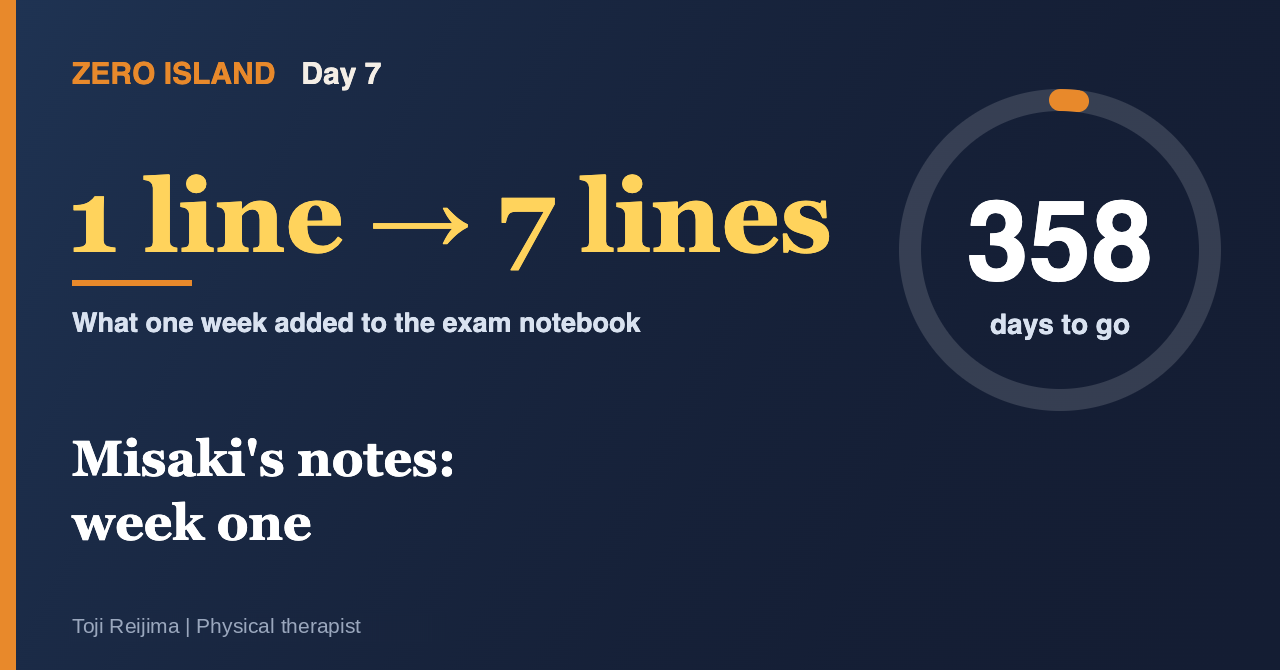 ZERO ISLAND Day 7
1 line → 7 lines
What one week added to the exam notebook
358
days to go
Misaki's notes:
week one
Toji Reijima | Physical therapist